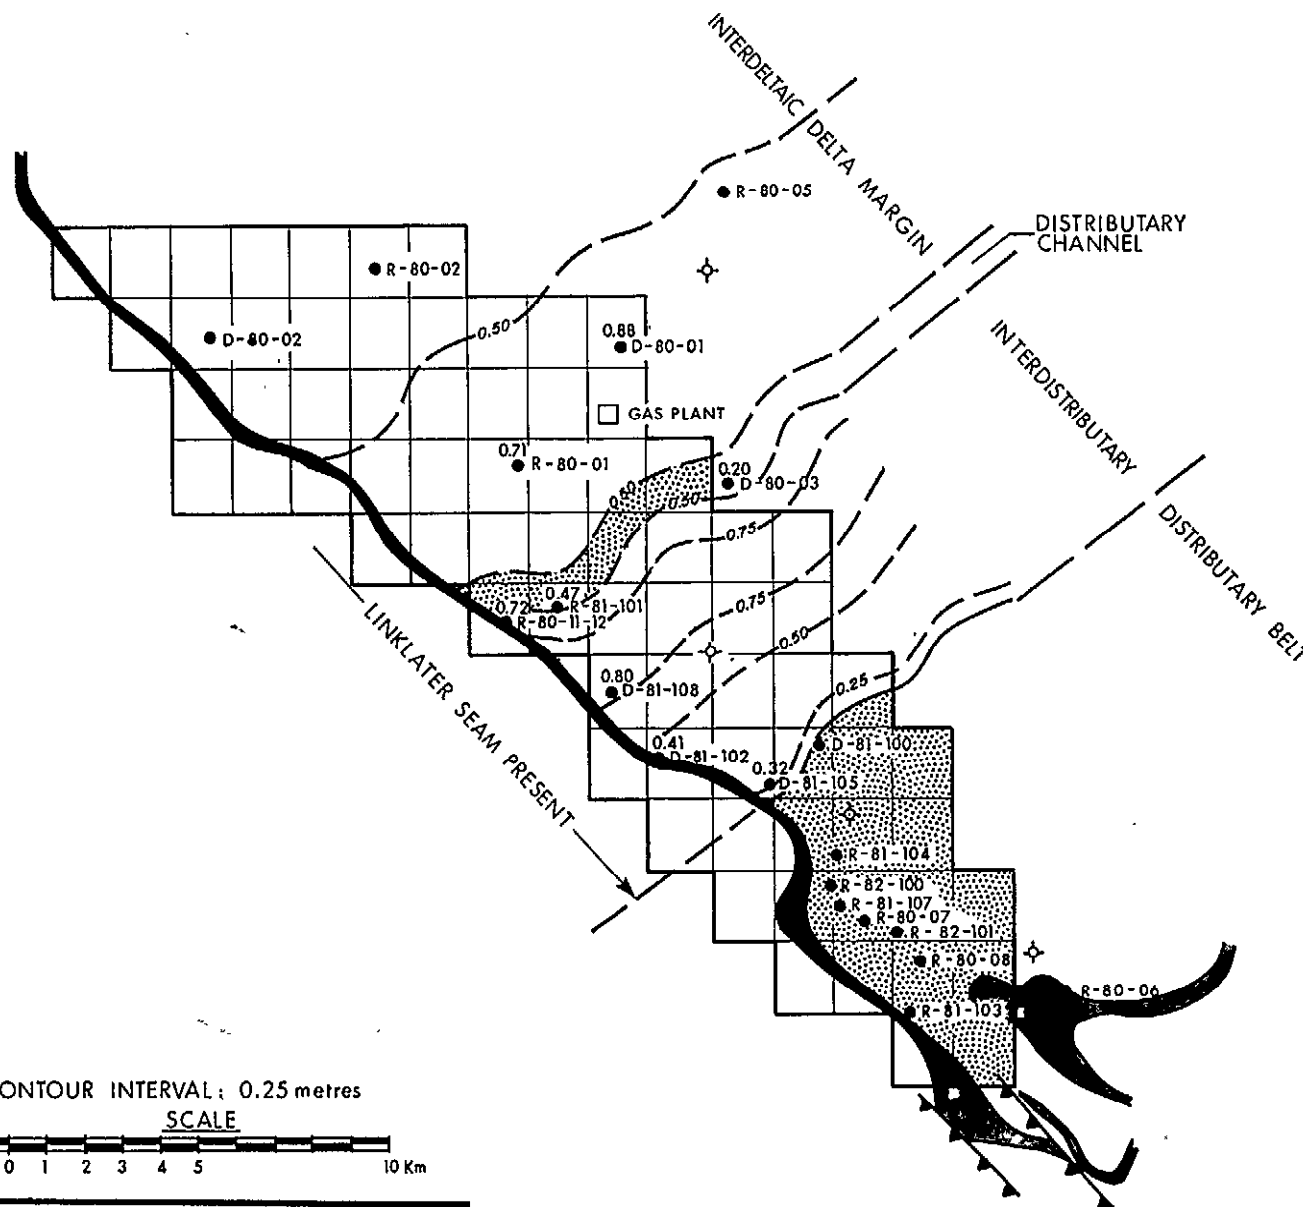 INTERDELTAIC DELTA MARGIN
R-80-05
DISTRIBUTARY
CHANNEL
R-80-02
0.50
D-80-02
0.88
D-80-01
INTERDISTRIBUTARY
GAS PLANT
0.71
R-80-01
0.20
D-80-03
0.50
0.75
DISTRIBUTARY BELT
0.47
R-81-101
0.72
R-80-11-12
0.75
0.50
LINKLATER SEAM PRESENT
0.80
D-81-108
0.25
0.41
D-81-102
D-81-100
0.32
D-81-105
R-81-104
R-82-100
R-81-107
R-80-07
R-82-101
R-80-08
R-80-06
R-81-103
ONTOUR INTERVAL: 0.25 metres
SCALE
0 1 2 3 4 5 10 Km